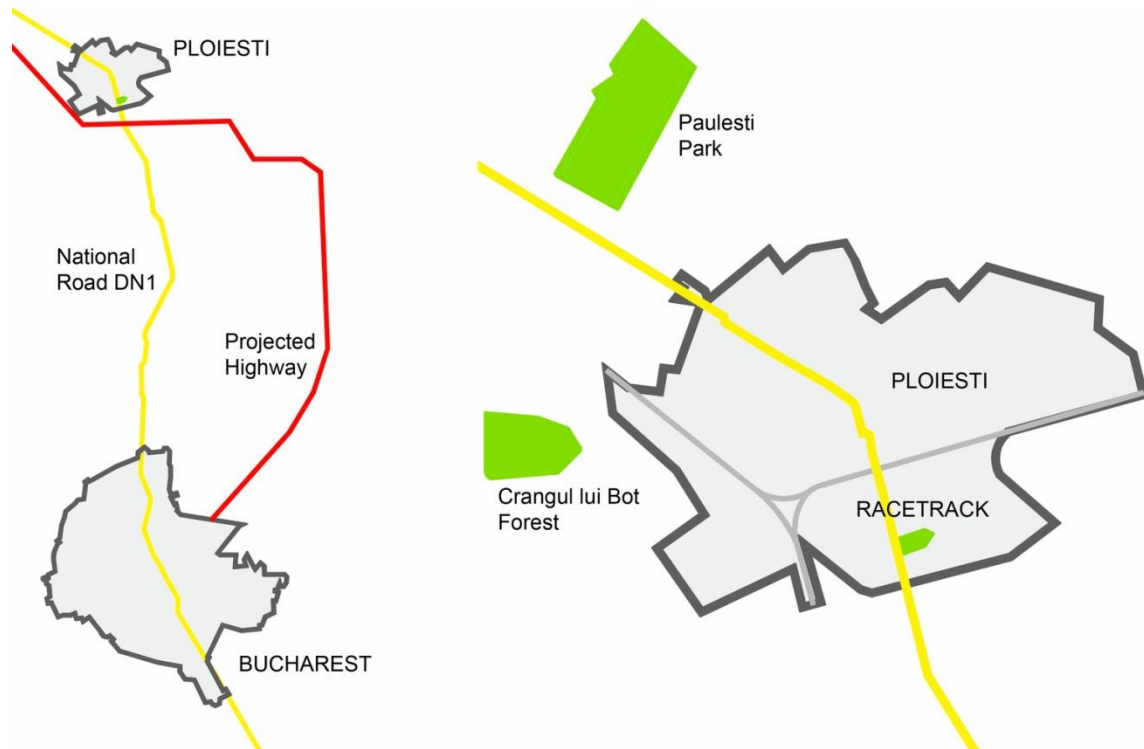 PLOIESTI
National
Road DN1
Projected
Highway
BUCHAREST
Paulesti
Park
PLOIESTI
Crangul lui Bot
Forest
RACETRACK